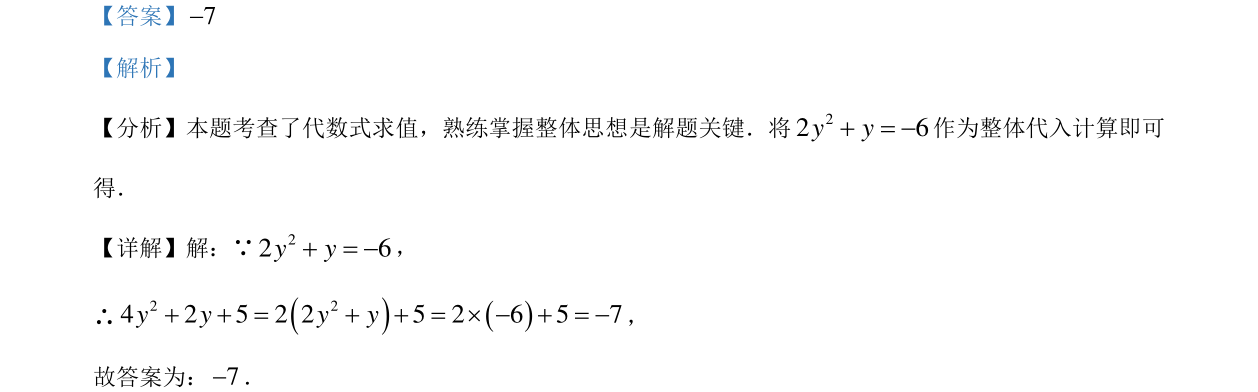 【答案】−7
【解析】
【分析】本题考查了代数式求值，熟练掌握整体思想是解题关键．将 2y² + y = −6 作为整体代入计算即可
得．
【详解】解：∵ 2y² + y = −6，
∴ 4y² + 2y + 5 = 2(2y² + y) + 5 = 2×(−6) + 5 = −7，
故答案为：−7．